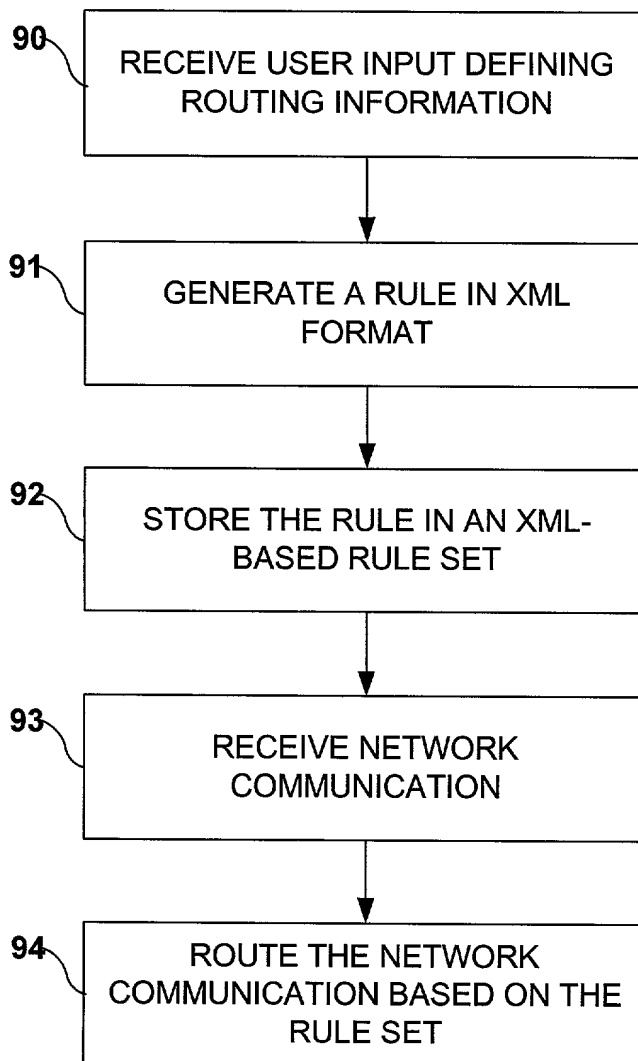 90
RECEIVE USER INPUT DEFINING
ROUTING INFORMATION
91
GENERATE A RULE IN XML
FORMAT
92
STORE THE RULE IN AN XML-
BASED RULE SET
93
RECEIVE NETWORK
COMMUNICATION
94
ROUTE THE NETWORK
COMMUNICATION BASED ON THE
RULE SET